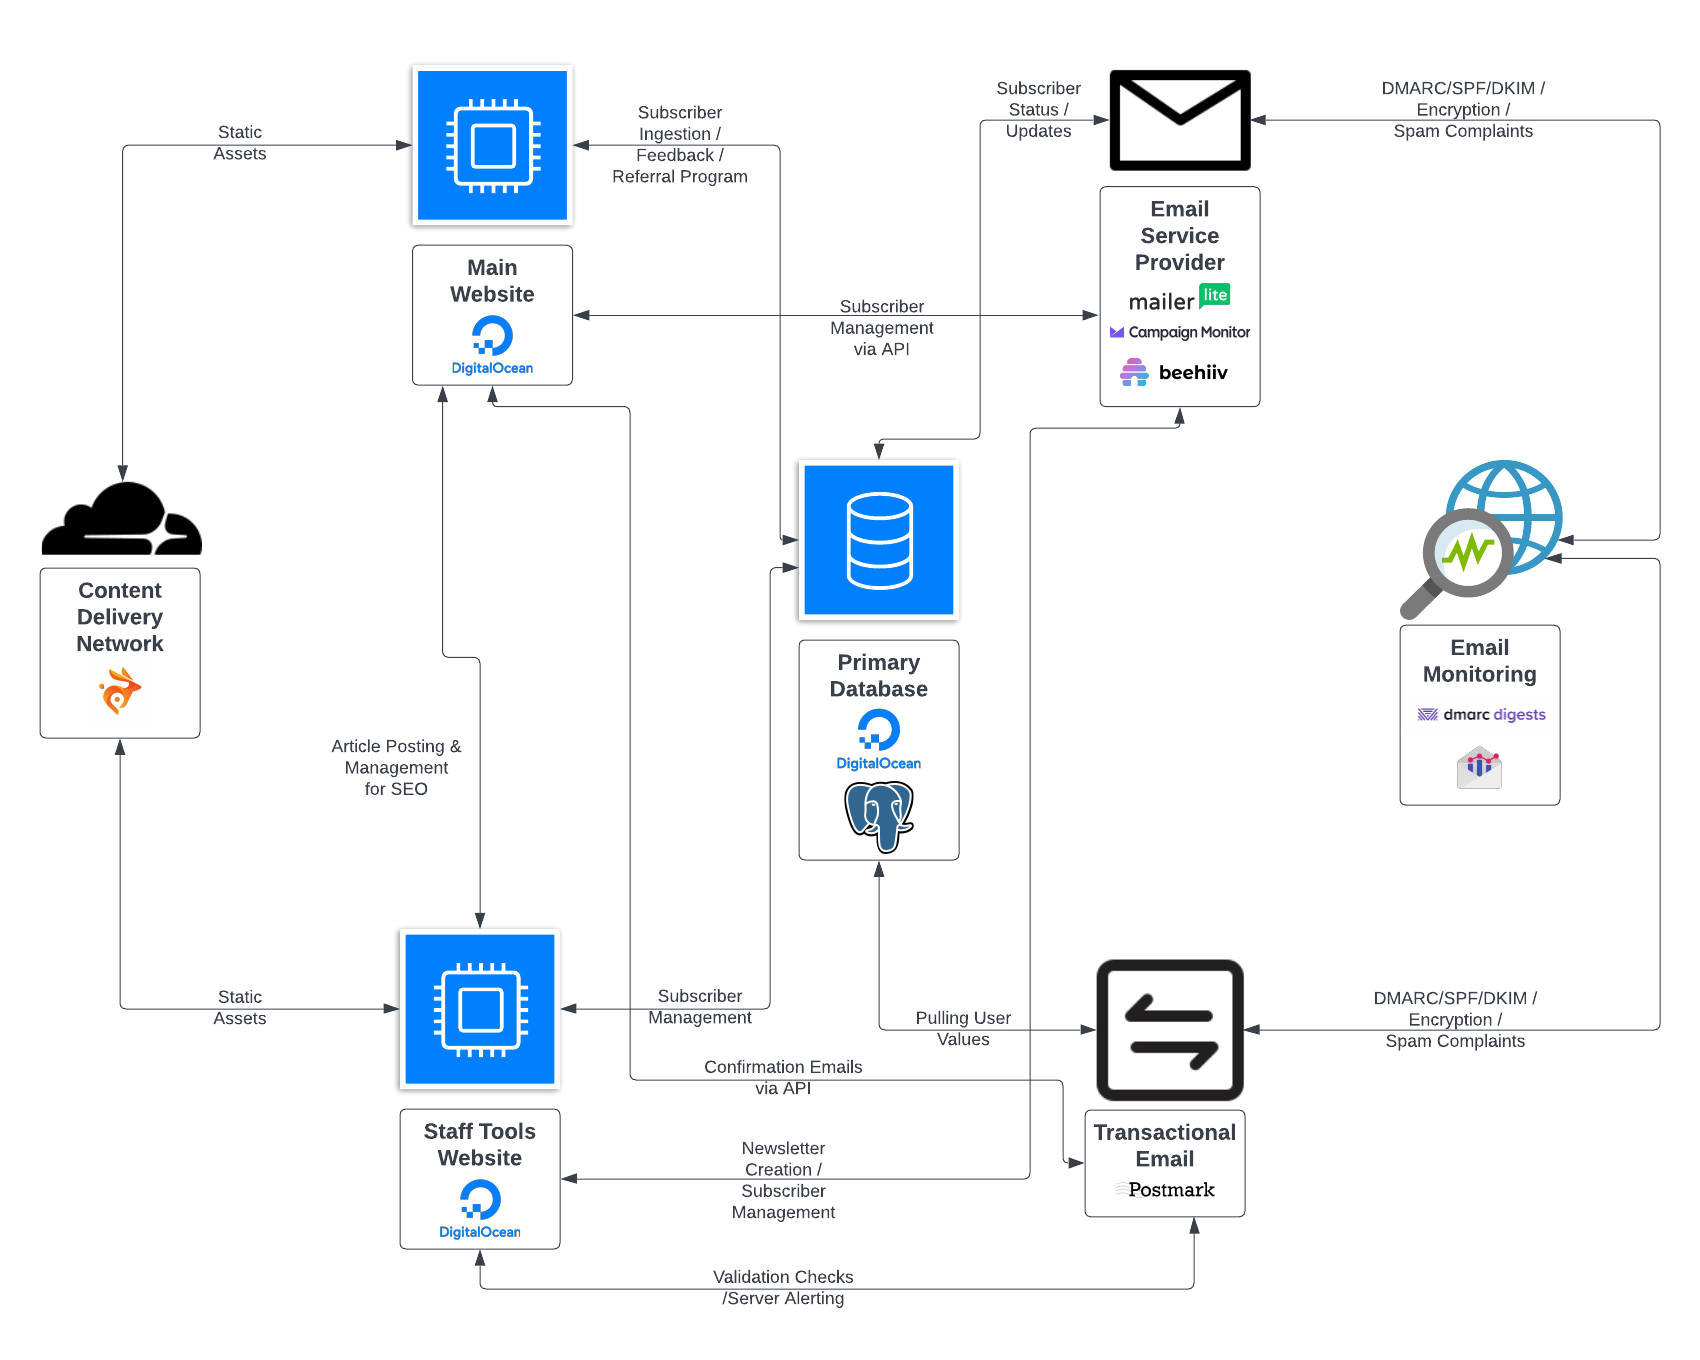 Static
Assets
Subscriber
Ingestion /
Feedback /
Referral Program
Subscriber
Status /
Updates
DMARC/SPF/DKIM /
Encryption /
Spam Complaints
Main
Website
DigitalOcean
Subscriber
Management
via API
Email
Service
Provider
mailer lite
Campaign Monitor
beehiiv
Content
Delivery
Network
Primary
Database
DigitalOcean
Email
Monitoring
dmarc digests
Article Posting &
Management
for SEO
Static
Assets
Subscriber
Management
Pulling User
Values
DMARC/SPF/DKIM /
Encryption /
Spam Complaints
Confirmation Emails
via API
Staff Tools
Website
DigitalOcean
Newsletter
Creation /
Subscriber
Management
Transactional
Email
Postmark
Validation Checks
/Server Alerting